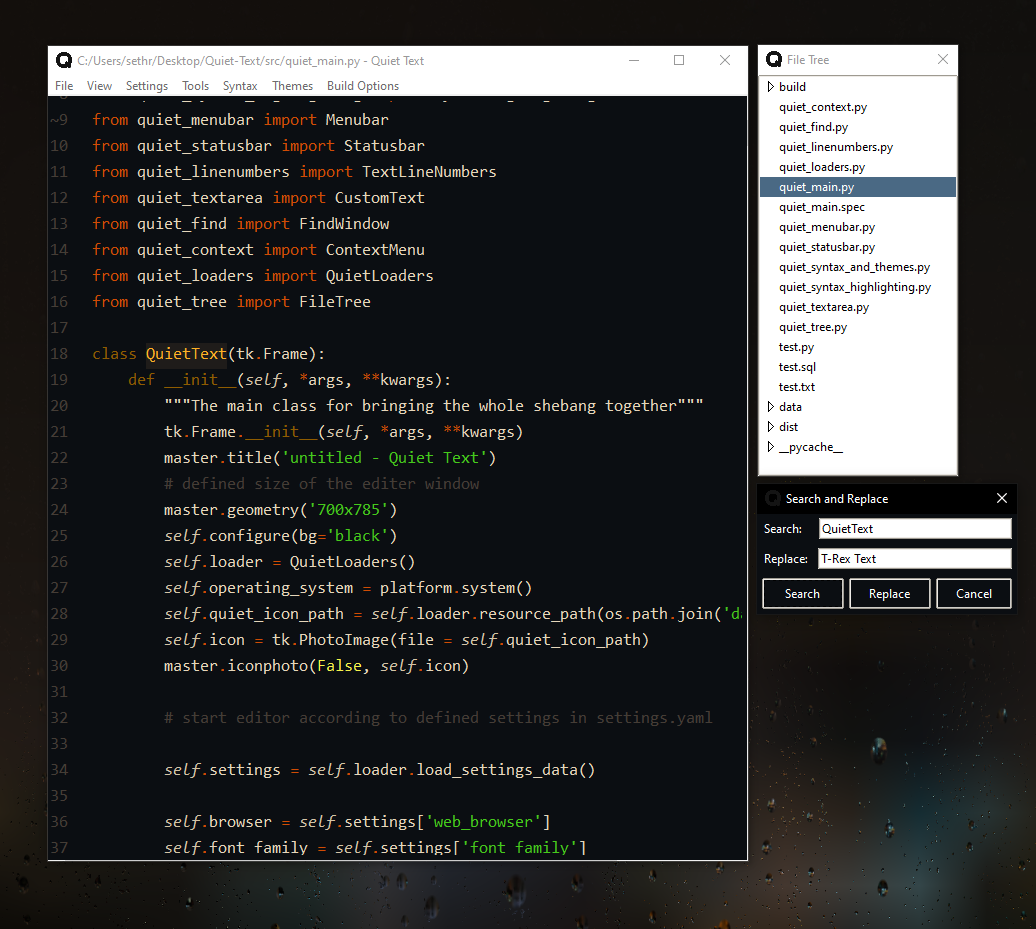 C:/Users/sethr/Desktop/Quiet-Text/src/quiet_main.py - Quiet Text
File View Settings Tools Syntax Themes Build Options
~9 from quiet_menubar import Menubar
10 from quiet_statusbar import Statusbar
11 from quiet_linenumbers import TextLineNumbers
12 from quiet_textarea import CustomText
13 from quiet_find import FindWindow
14 from quiet_context import ContextMenu
15 from quiet_loaders import QuietLoaders
16 from quiet_tree import FileTree
17
18 class QuietText(tk.Frame):
19 def __init__(self, *args, **kwargs):
20 """The main class for bringing the whole shebang together"""
21 tk.Frame.__init__(self, *args, **kwargs)
22 master.title('untitled - Quiet Text')
23 # defined size of the editer window
24 master.geometry('700x785')
25 self.configure(bg='black')
26 self.loader = QuietLoaders()
27 self.operating_system = platform.system()
28 self.quiet_icon_path = self.loader.resource_path(os.path.join('da
29 self.icon = tk.PhotoImage(file = self.quiet_icon_path)
30 master.iconphoto(False, self.icon)
31
32 # start editor according to defined settings in settings.yaml
33
34 self.settings = self.loader.load_settings_data()
35
36 self.browser = self.settings['web_browser']
37 self.font_family = self.settings['font_family']
File Tree
build
quiet_context.py
quiet_find.py
quiet_linenumbers.py
quiet_loaders.py
quiet_main.py
quiet_main.spec
quiet_menubar.py
quiet_statusbar.py
quiet_syntax_and_themes.py
quiet_syntax_highlighting.py
quiet_textarea.py
quiet_tree.py
test.py
test.sql
test.txt
data
dist
__pycache__
Search and Replace
Search: QuietText
Replace: T-Rex Text
Search Replace Cancel